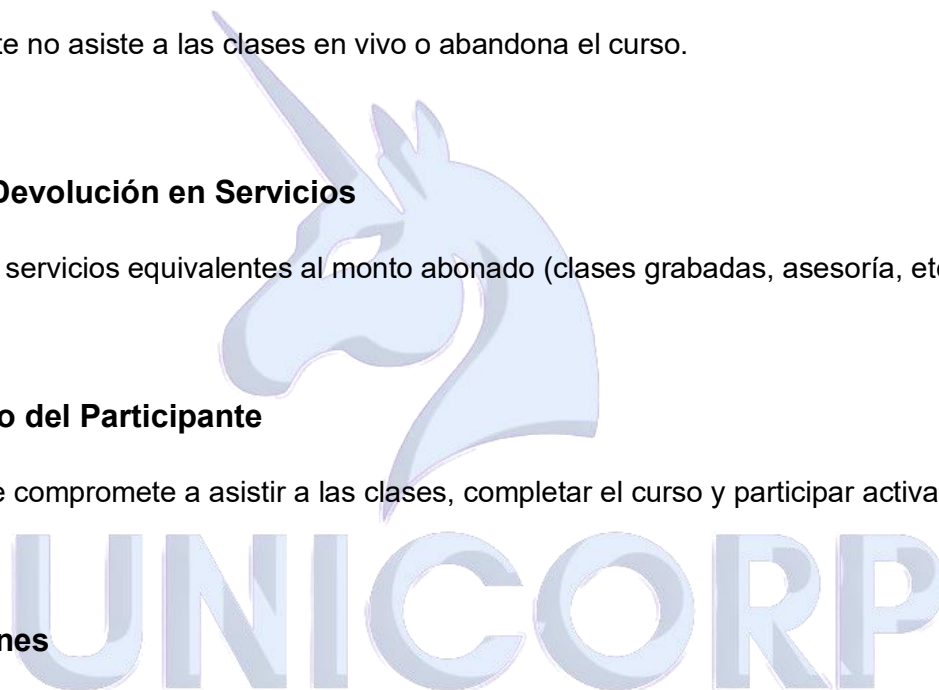 te no asiste a las clases en vivo o abandona el curso.
Devolución en Servicios
servicios equivalentes al monto abonado (clases grabadas, asesoría, etc
o del Participante
e compromete a asistir a las clases, completar el curso y participar activa
UNICORP
nes